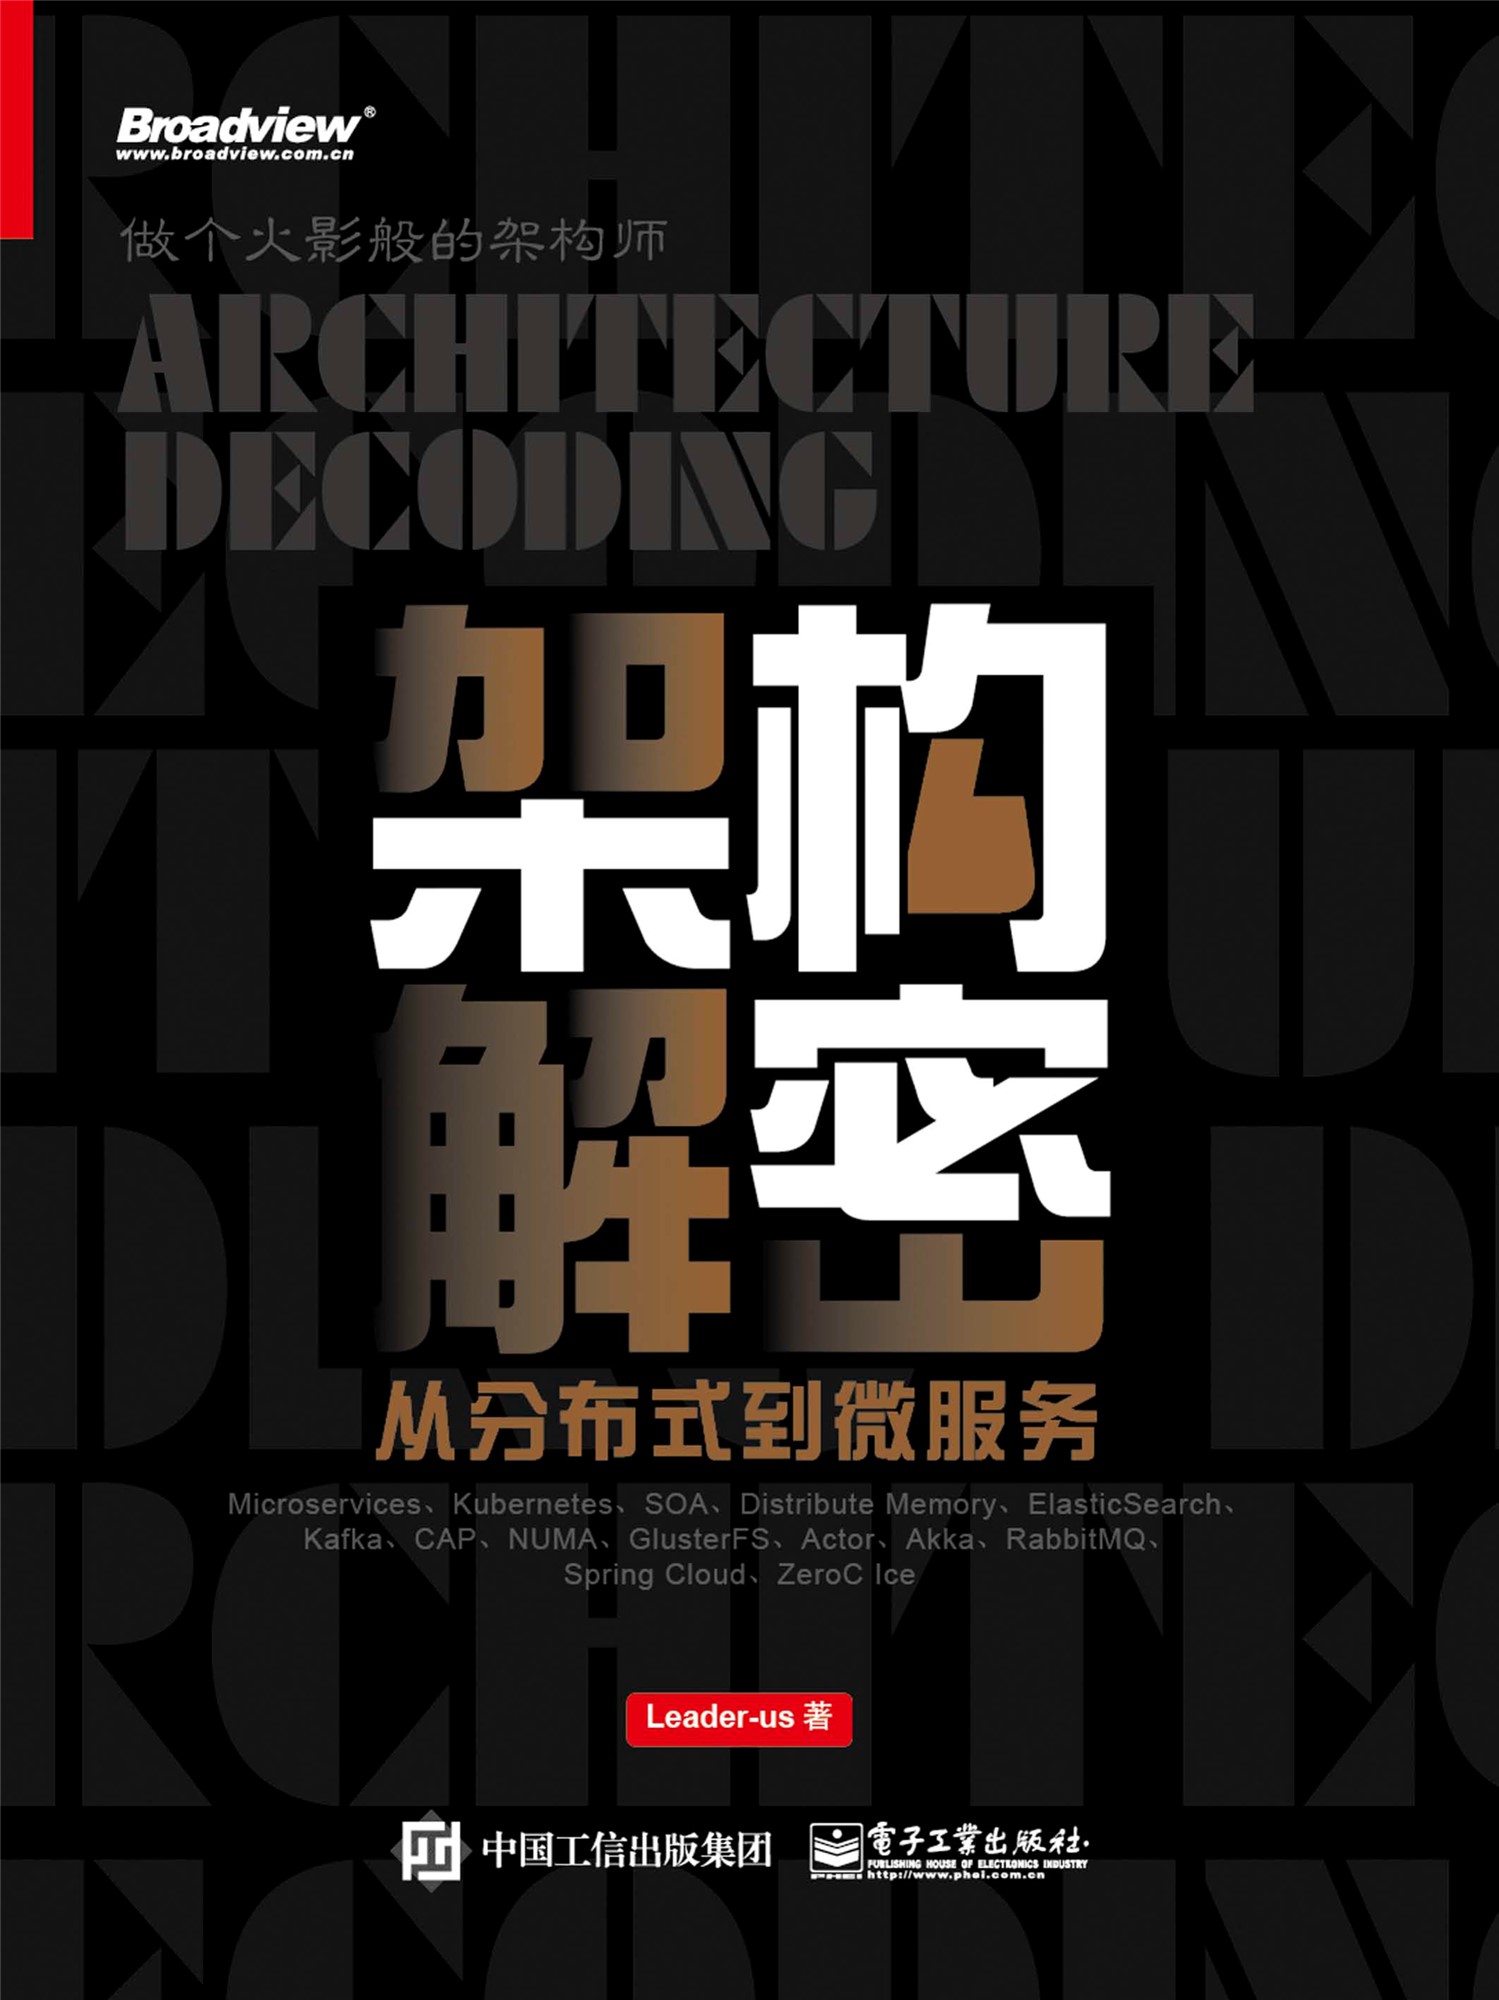 Broadview®
www.broadview.com.cn
做个火影般的架构师
ARCHITECTURE
DECODING
架构
解密
从分布式到微服务
Microservices、Kubernetes、SOA、Distribute Memory、ElasticSearch、
Kafka、CAP、NUMA、GlusterFS、Actor、Akka、RabbitMQ、
Spring Cloud、ZeroC Ice
Leader-us 著
中国工信出版集团
電子工業出版社
PUBLISHING HOUSE OF ELECTRONICS INDUSTRY
http://www.phei.com.cn